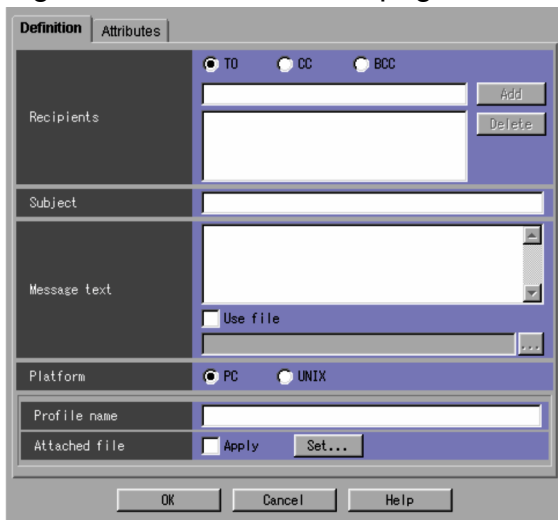 Definition Attributes
TO CC BCC
Recipients
Add
Delete
Subject
Message text
Use file
...
Platform PC UNIX
Profile name
Attached file Apply Set...
OK Cancel Help